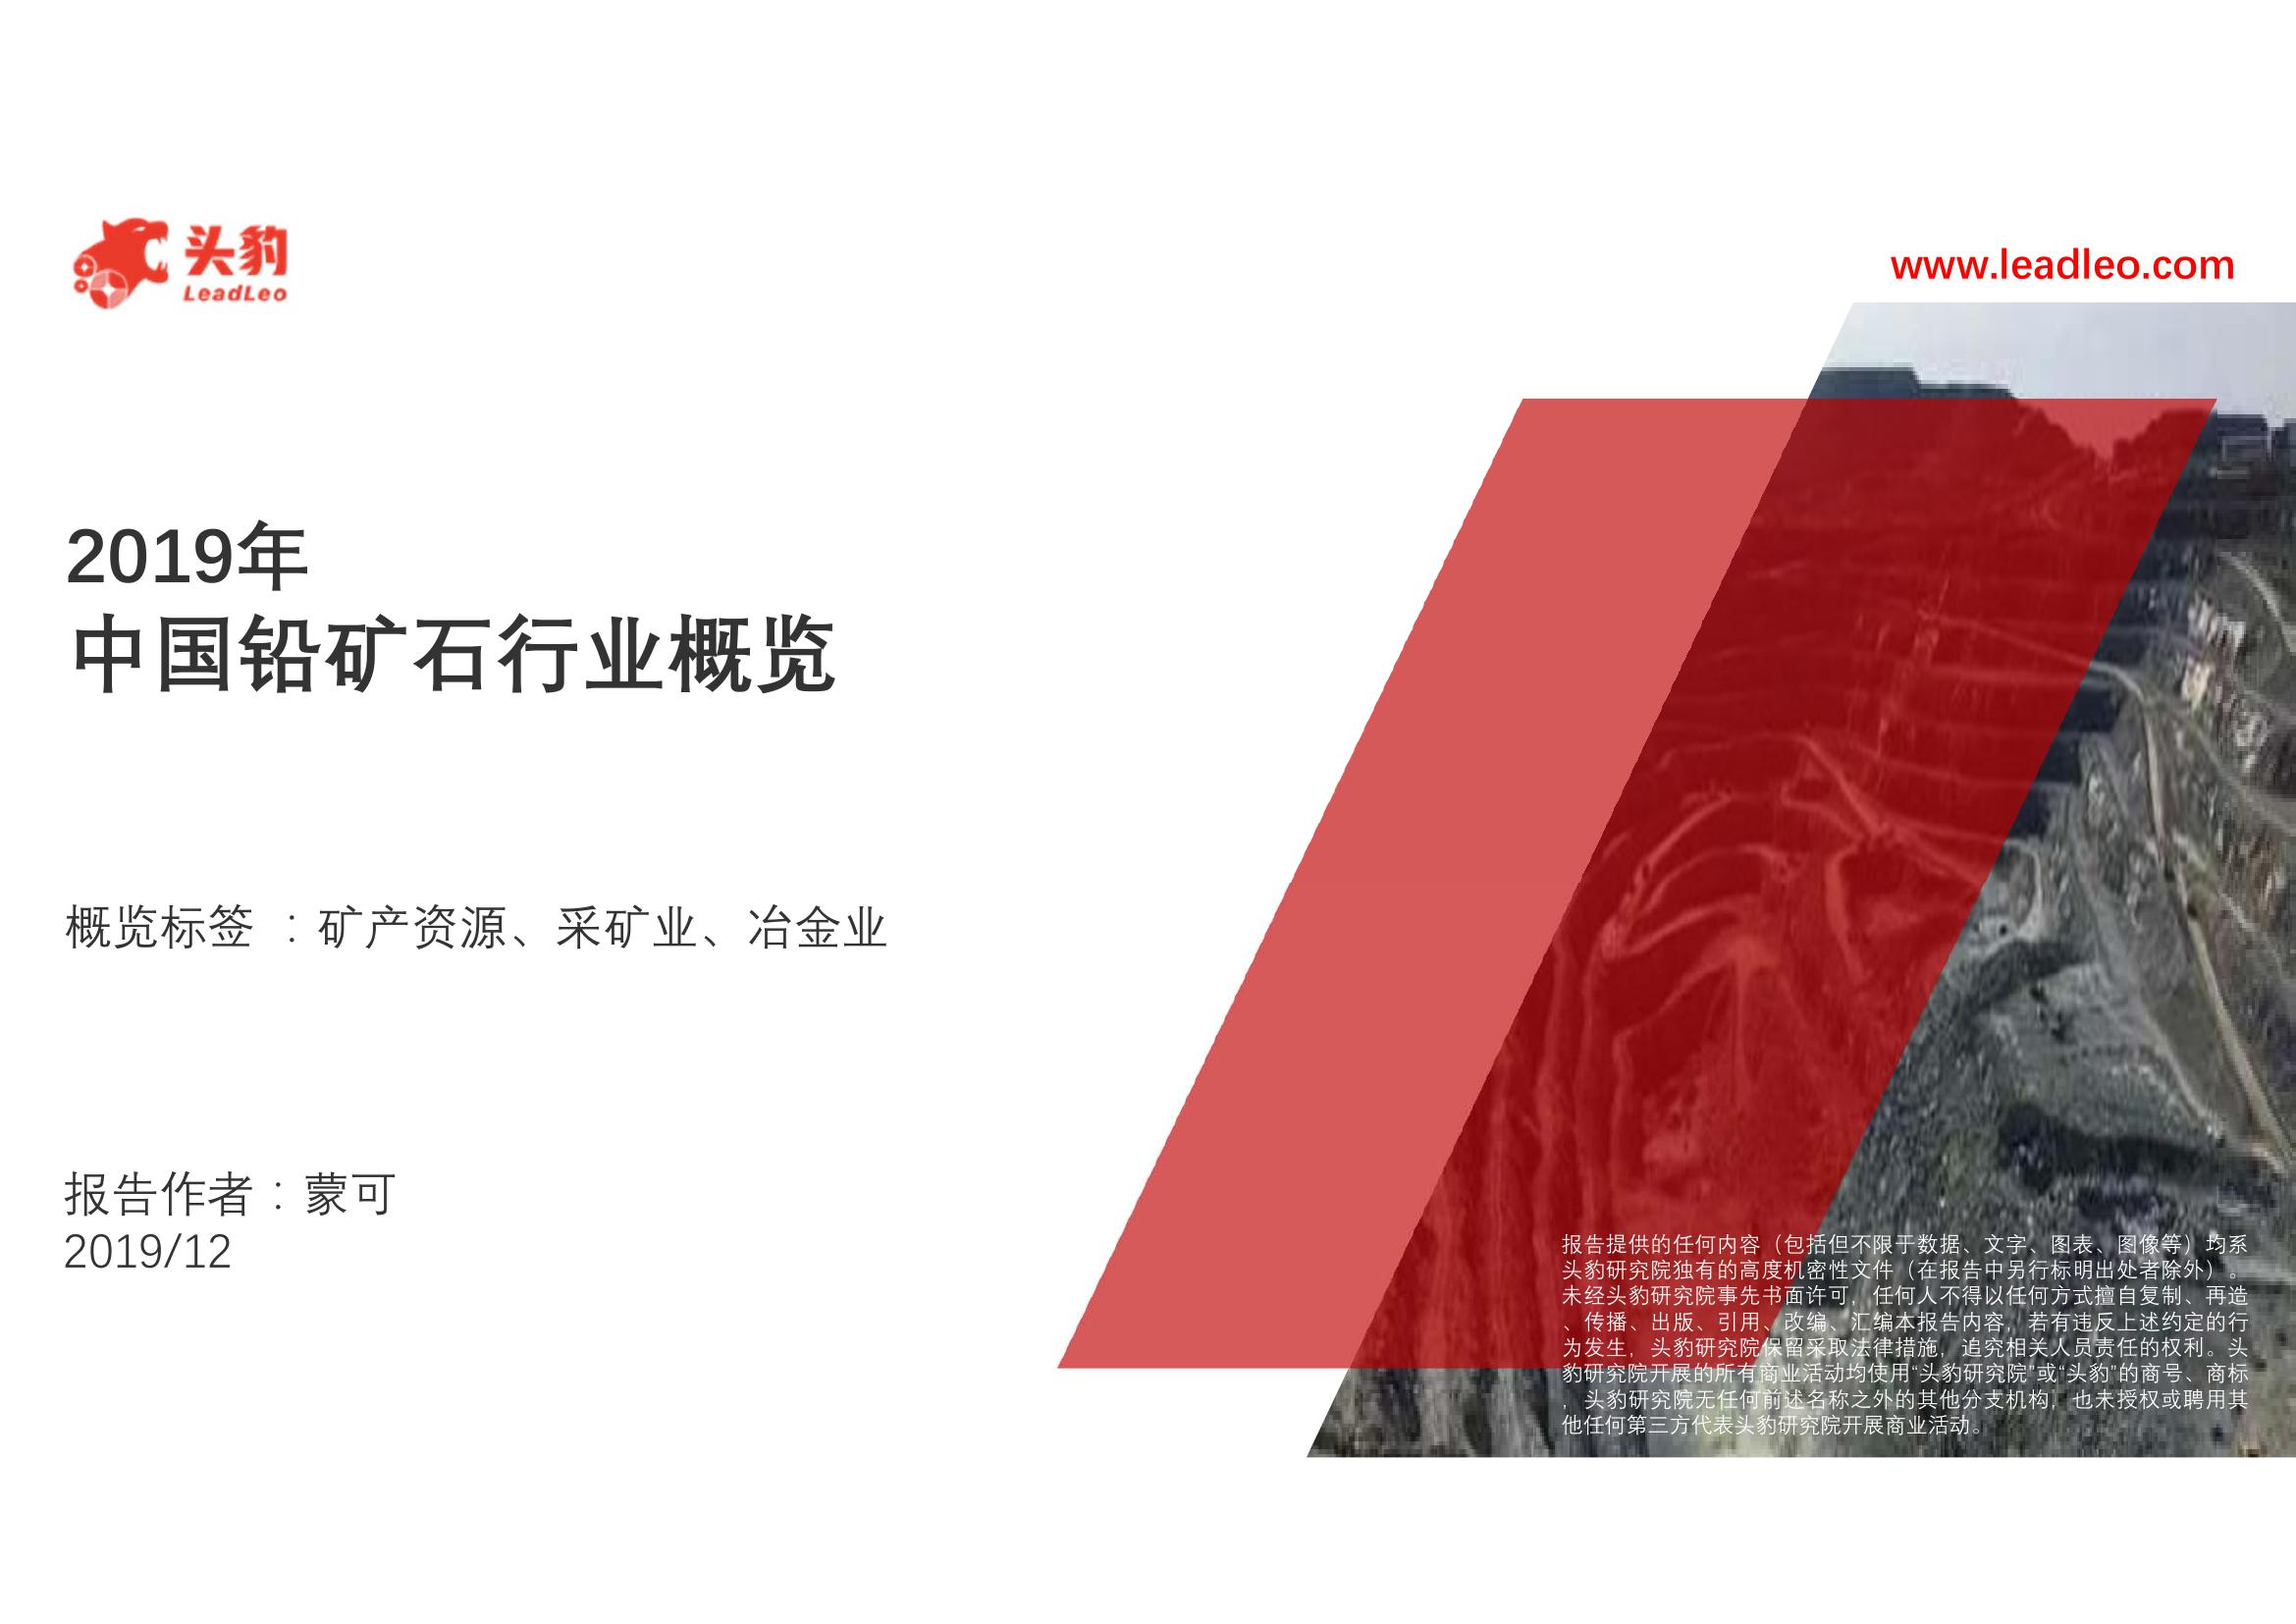 头豹
LeadLeo
www.leadleo.com
2019年
中国铅矿石行业概览
概览标签 ：矿产资源、采矿业、冶金业
报告作者：蒙可
2019/12
报告提供的任何内容（包括但不限于数据、文字、图表、图像等）均系
头豹研究院独有的高度机密性文件（在报告中另行标明出处者除外）。
未经头豹研究院事先书面许可，任何人不得以任何方式擅自复制、再造
、传播、出版、引用、改编、汇编本报告内容，若有违反上述约定的行
为发生，头豹研究院保留采取法律措施，追究相关人员责任的权利。头
豹研究院开展的所有商业活动均使用“头豹研究院”或“头豹”的商号、商标
，头豹研究院无任何前述名称之外的其他分支机构，也未授权或聘用其
他任何第三方代表头豹研究院开展商业活动。